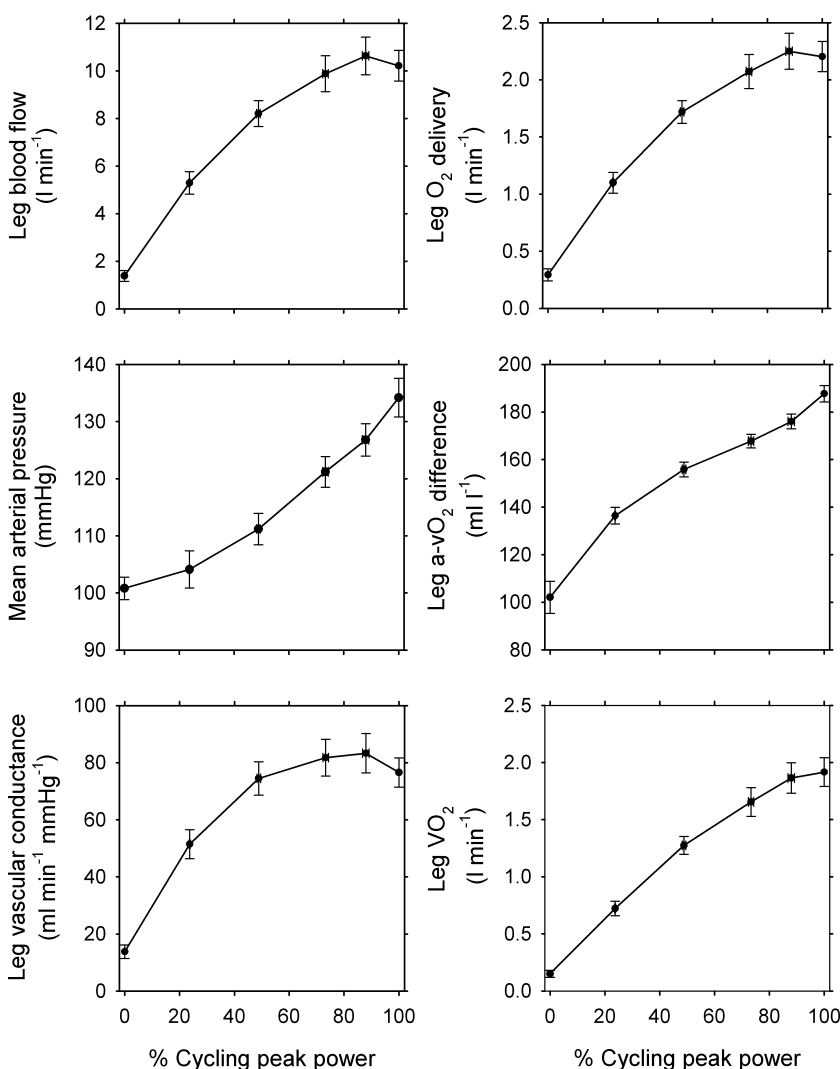 Leg blood flow
(l min⁻¹)
12
10
8
6
4
2
0
Leg O₂ delivery
(l min⁻¹)
2.5
2.0
1.5
1.0
0.5
0.0
Mean arterial pressure
(mmHg)
140
130
120
110
100
90
Leg a-vO₂ difference
(ml l⁻¹)
200
180
160
140
120
100
80
Leg vascular conductance
(ml min⁻¹ mmHg⁻¹)
100
80
60
40
20
0
0 20 40 60 80 100
% Cycling peak power
Leg VO₂
(l min⁻¹)
2.5
2.0
1.5
1.0
0.5
0.0
0 20 40 60 80 100
% Cycling peak power